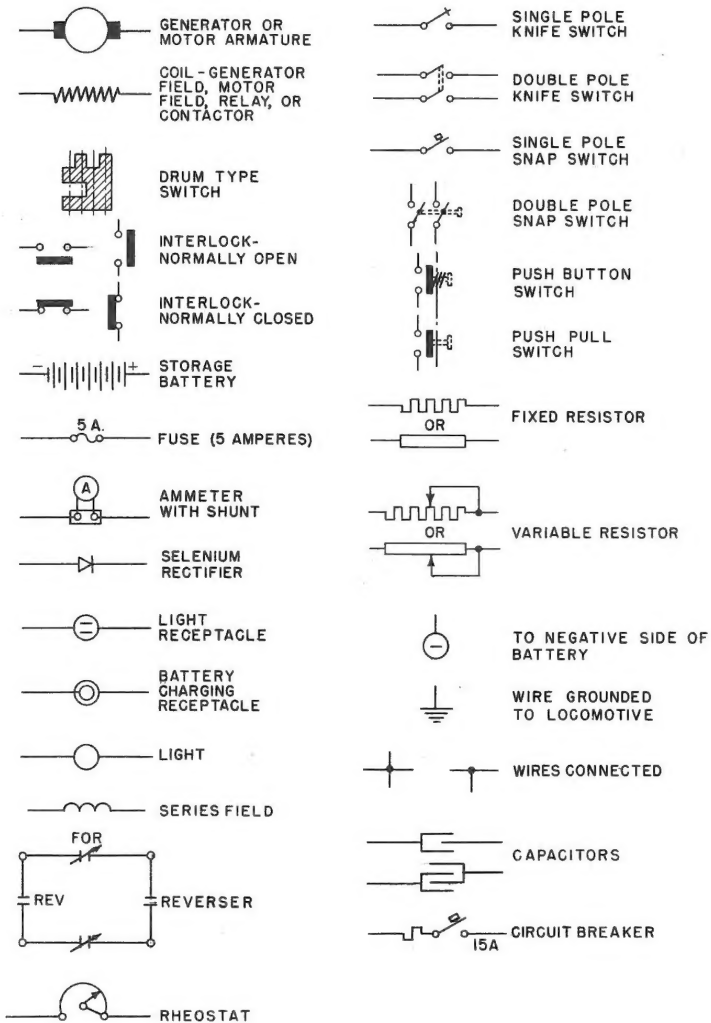 GENERATOR OR
MOTOR ARMATURE
COIL-GENERATOR
FIELD, MOTOR
FIELD, RELAY, OR
CONTACTOR
DRUM TYPE
SWITCH
INTERLOCK-
NORMALLY OPEN
INTERLOCK-
NORMALLY CLOSED
- +
STORAGE
BATTERY
5 A.
FUSE (5 AMPERES)
A
AMMETER
WITH SHUNT
SELENIUM
RECTIFIER
LIGHT
RECEPTACLE
BATTERY
CHARGING
RECEPTACLE
LIGHT
SERIES FIELD
FOR
REV
REVERSER
RHEOSTAT
SINGLE POLE
KNIFE SWITCH
DOUBLE POLE
KNIFE SWITCH
SINGLE POLE
SNAP SWITCH
DOUBLE POLE
SNAP SWITCH
PUSH BUTTON
SWITCH
PUSH PULL
SWITCH
OR
FIXED RESISTOR
OR
VARIABLE RESISTOR
TO NEGATIVE SIDE OF
BATTERY
WIRE GROUNDED
TO LOCOMOTIVE
WIRES CONNECTED
CAPACITORS
15A
CIRCUIT BREAKER